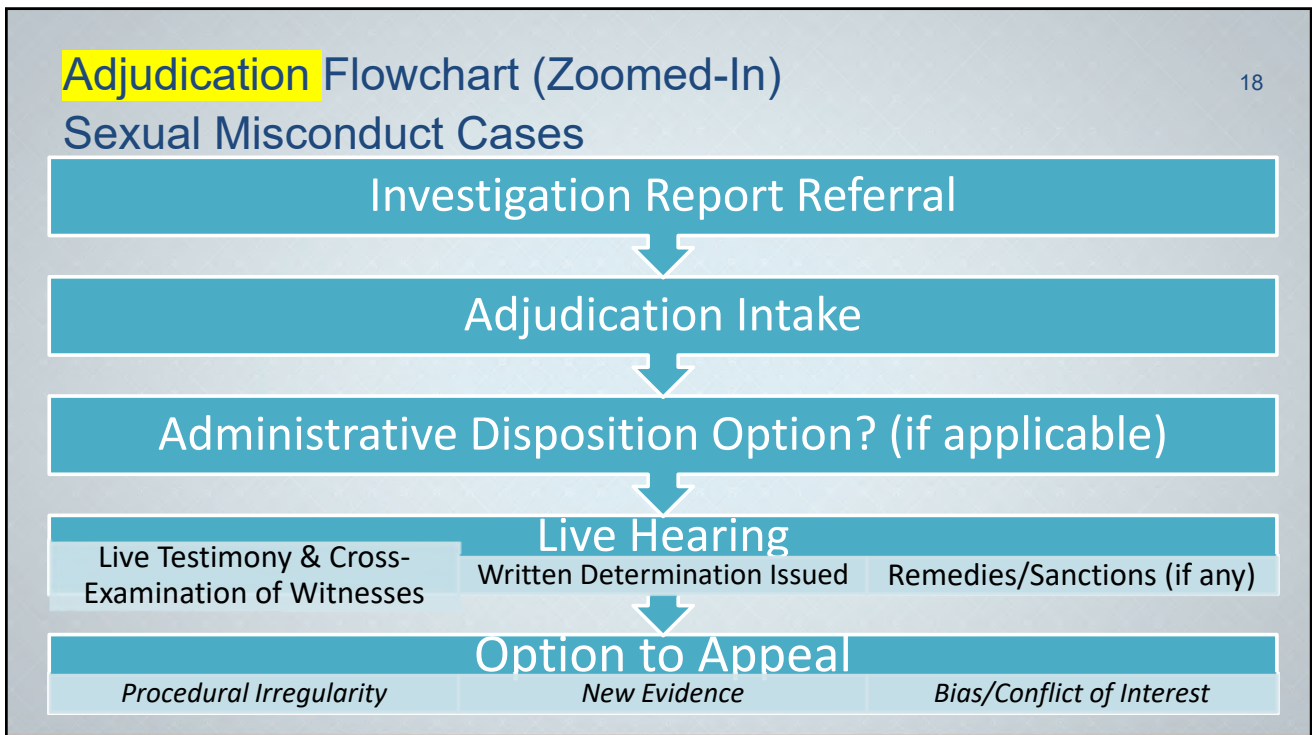 Adjudication Flowchart (Zoomed-In)
18
Sexual Misconduct Cases
Investigation Report Referral
Adjudication Intake
Administrative Disposition Option? (if applicable)
Live Hearing
Live Testimony & Cross-
Examination of Witnesses
Written Determination Issued
Remedies/Sanctions (if any)
Option to Appeal
Procedural Irregularity
New Evidence
Bias/Conflict of Interest